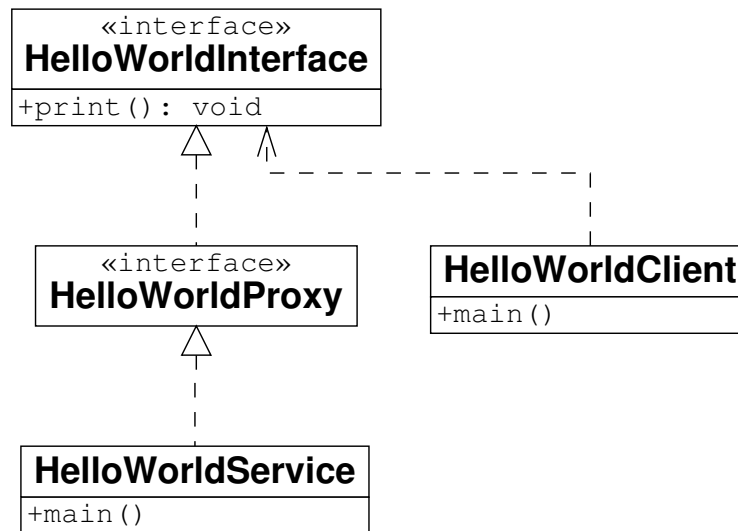 «interface»
HelloWorldInterface
+print(): void
«interface»
HelloWorldProxy
HelloWorldClient
+main()
HelloWorldService
+main()